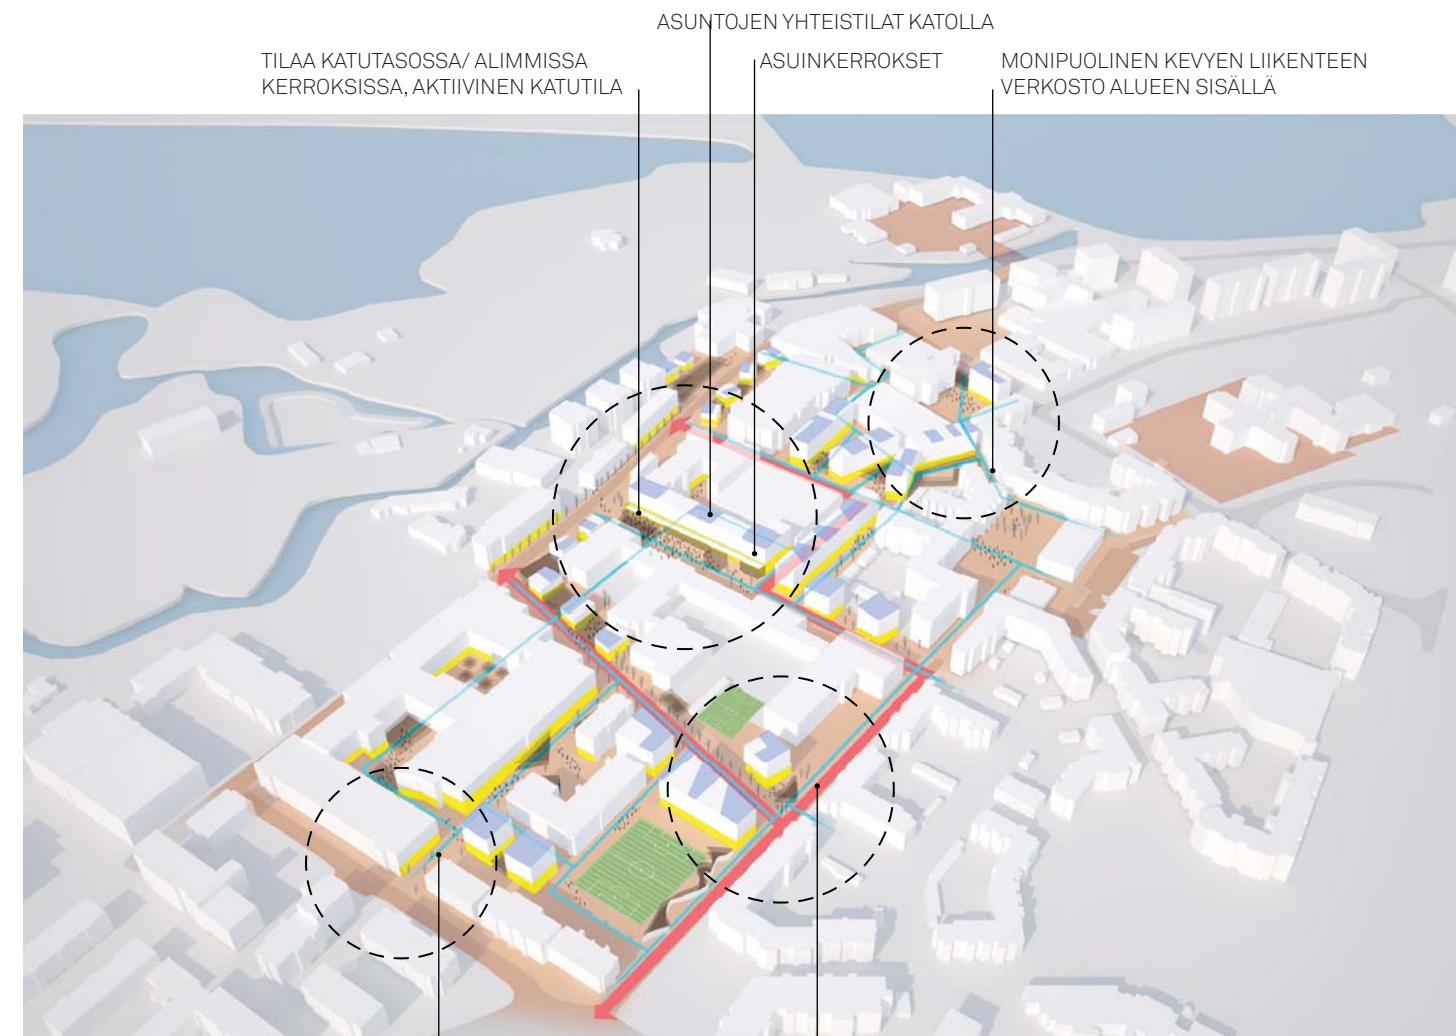 ASUNTOJEN YHTEISTILAT KATOLLA
TILAA KATUTASOSSA/ ALIMMISSA
KERROKSISSA, AKTIIVINEN KATUTILA
ASUINKERROKSET
MONIPUOLINEN KEVYEN LIIKENTEEN
VERKOSTO ALUEEN SISÄLLÄ